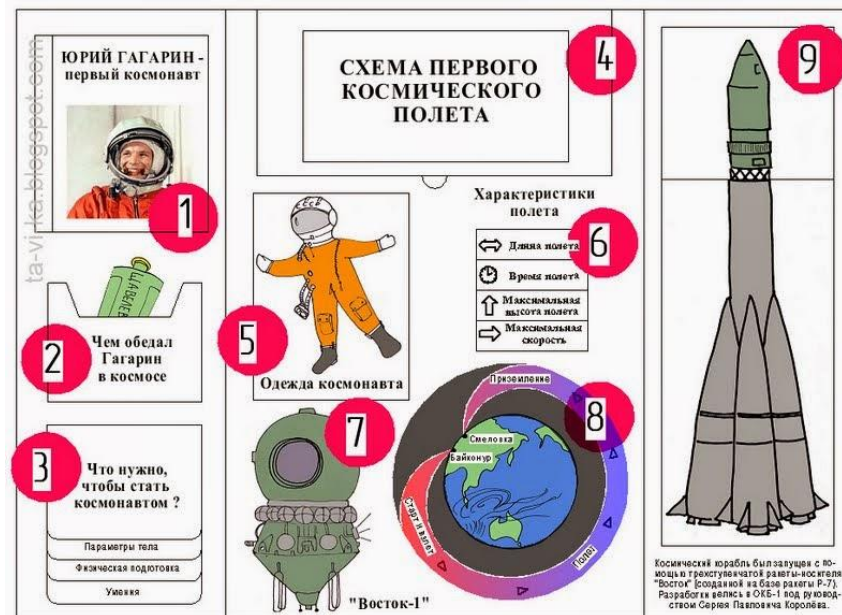 ta-vi-ka.blogspot.com
ЮРИЙ ГАГАРИН -
первый космонавт
1
ЩАВЕЛЕВ
2
Чем обедал
Гагарин
в космосе
3
Что нужно,
чтобы стать
космонавтом ?
Параметры тела
Физическая подготовка
Умения
4
СХЕМА ПЕРВОГО
КОСМИЧЕСКОГО
ПОЛЕТА
СССР
5
Одежда космонавта
Характеристики
полета
6
Длина полета
Время полета
Максимальная
высота полета
Максимальная
скорость
7
"Восток-1"
8
Приземление
Смеловка
Байконур
Старт и взлет
Полет
9
Космический корабль был запущен с по-
мощью трехступенчатой ракеты-носителя
"Восток" (созданной на базе ракеты Р-7).
Разработки велись в ОКБ-1 под руковод-
ством Сергея Павловича Королёва.